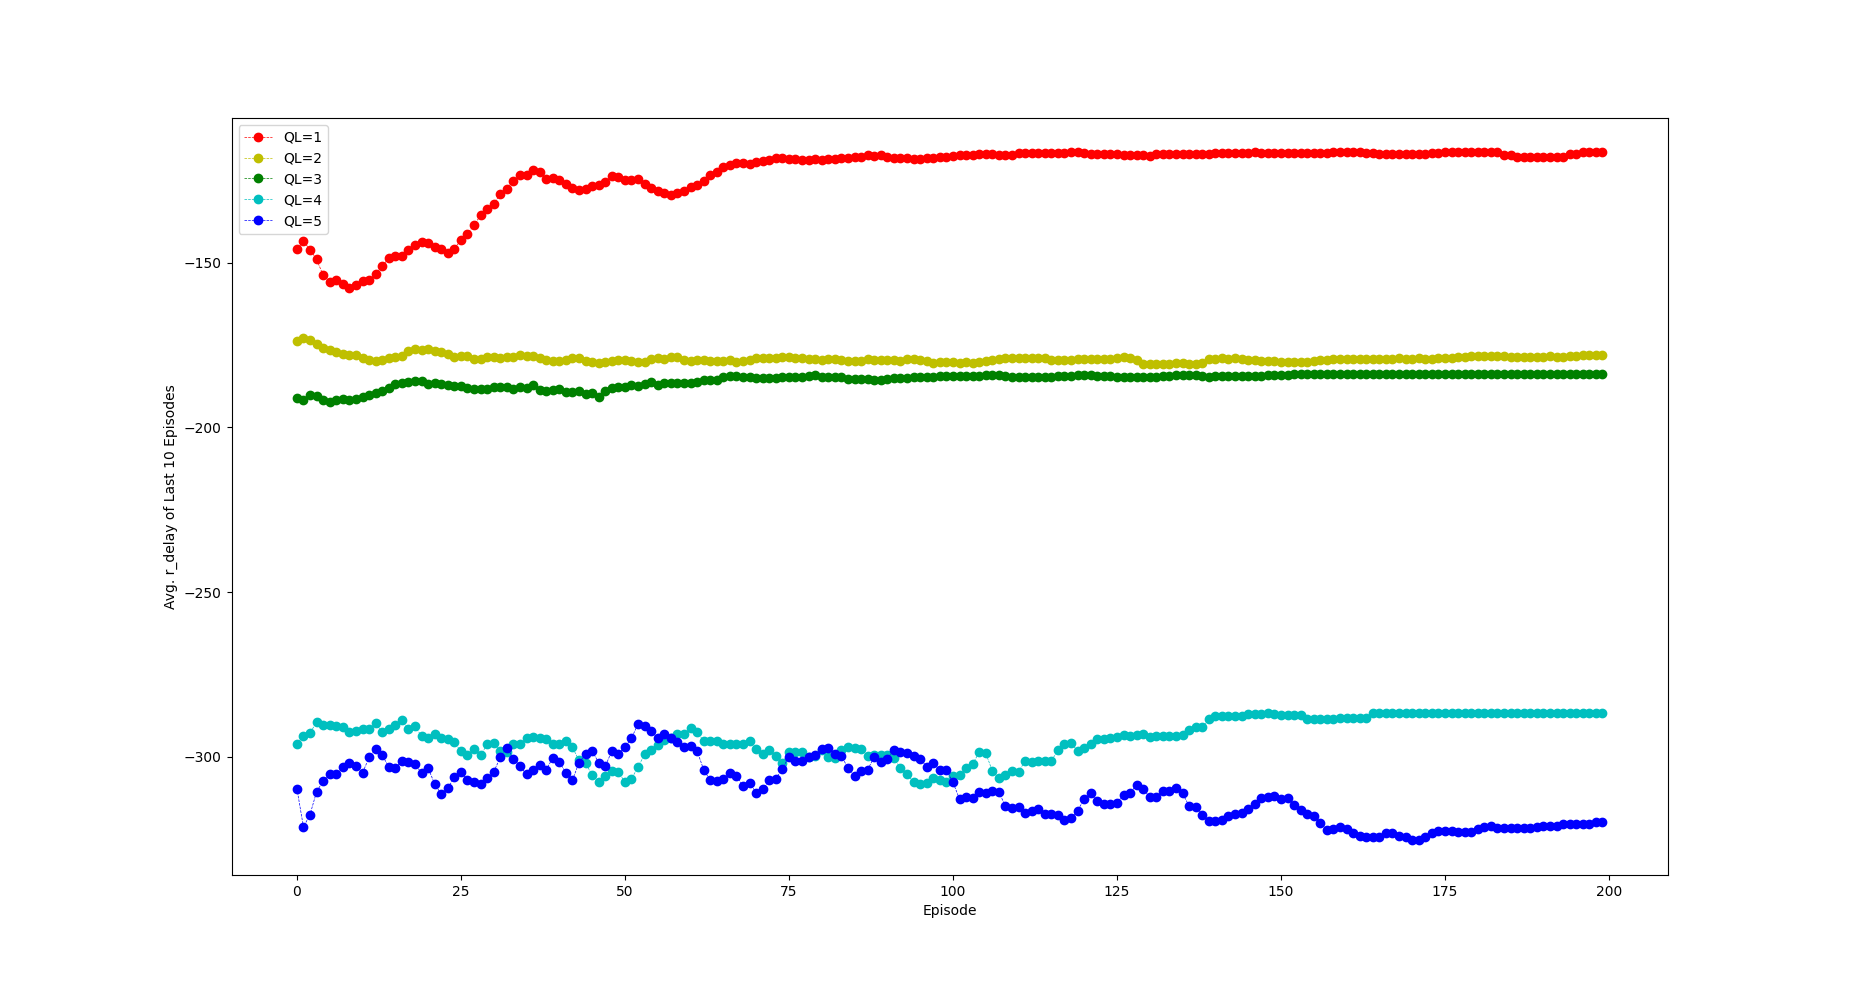 QL=1
QL=2
QL=3
QL=4
QL=5
−150
−200
−250
−300
Avg. r_delay of Last 10 Episodes
0 25 50 75 100 125 150 175 200
Episode